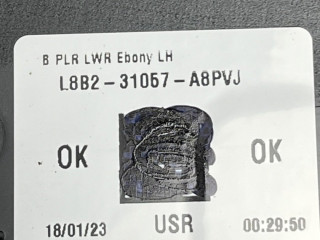 B PLR LWR Ebony LH
L8B2-31057-A8PVJ
OK OK
18/01/23 USR 00:29:50